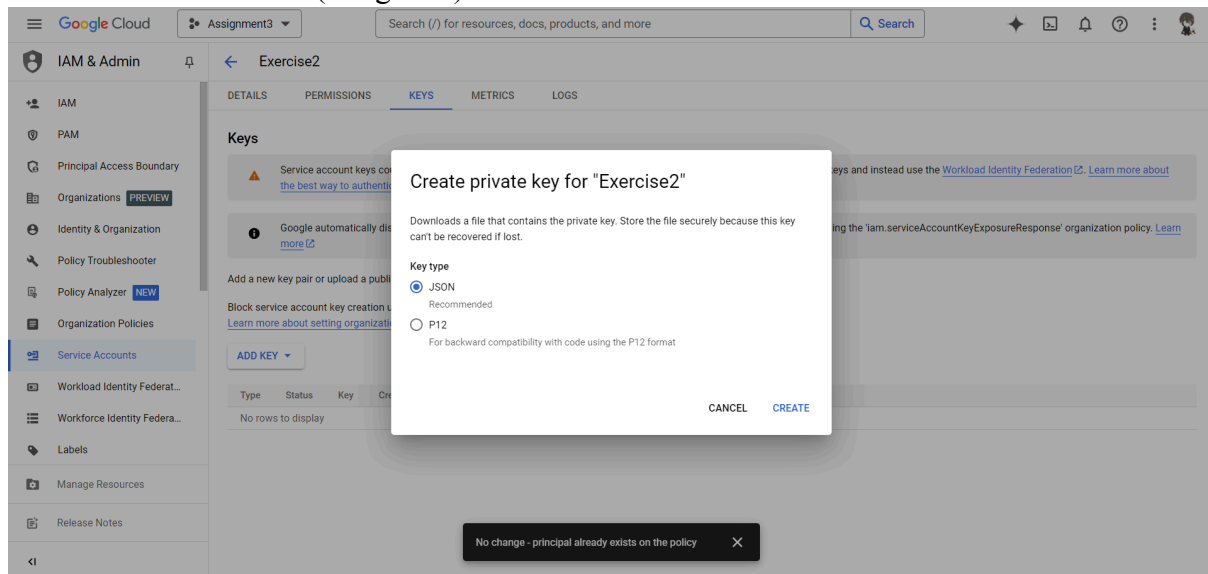 Google Cloud
Assignment3
Search (/) for resources, docs, products, and more
Search
IAM & Admin
Exercise2
IAM
PAM
Principal Access Boundary
Organizations PREVIEW
Identity & Organization
Policy Troubleshooter
Policy Analyzer NEW
Organization Policies
Service Accounts
Workload Identity Federat...
Workforce Identity Federa...
Labels
Manage Resources
Release Notes
DETAILS PERMISSIONS KEYS METRICS LOGS
Keys
Service account keys keys and instead use the Workload Identity Federation. Learn more about
the best way to
Google automatically ing the 'iam.serviceAccountKeyExposureResponse' organization policy. Learn
more
Add a new key pair or upload a
Block service account key creation
Learn more about setting
ADD KEY
Type Status Key
No rows to display
Create private key for "Exercise2"
Downloads a file that contains the private key. Store the file securely because this key
can't be recovered if lost.
Key type
JSON
Recommended
P12
For backward compatibility with code using the P12 format
CANCEL CREATE
No change - principal already exists on the policy